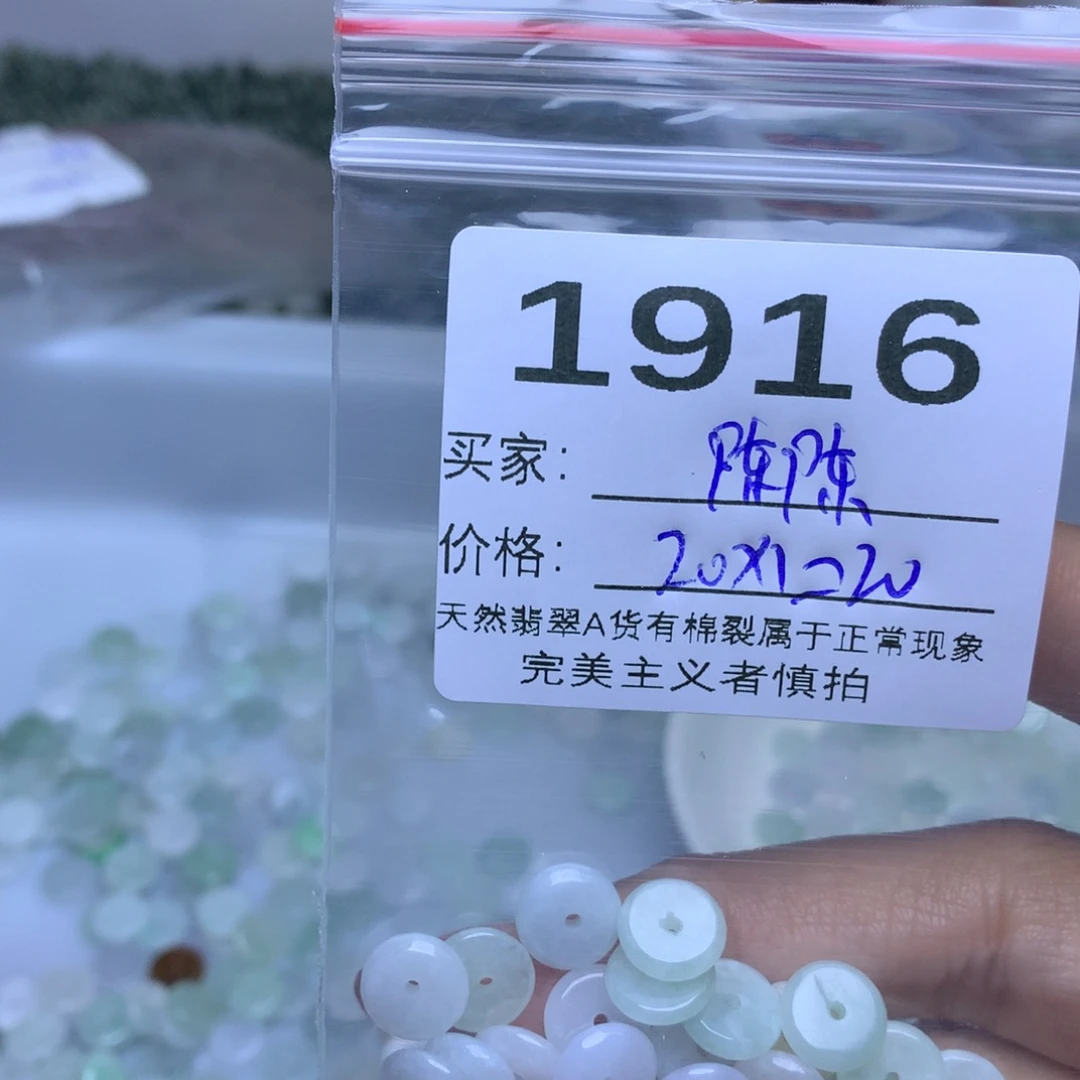 1916
买家: 陈陈
价格: 20X1=20
天然翡翠A货有棉裂属于正常现象
完美主义者慎拍